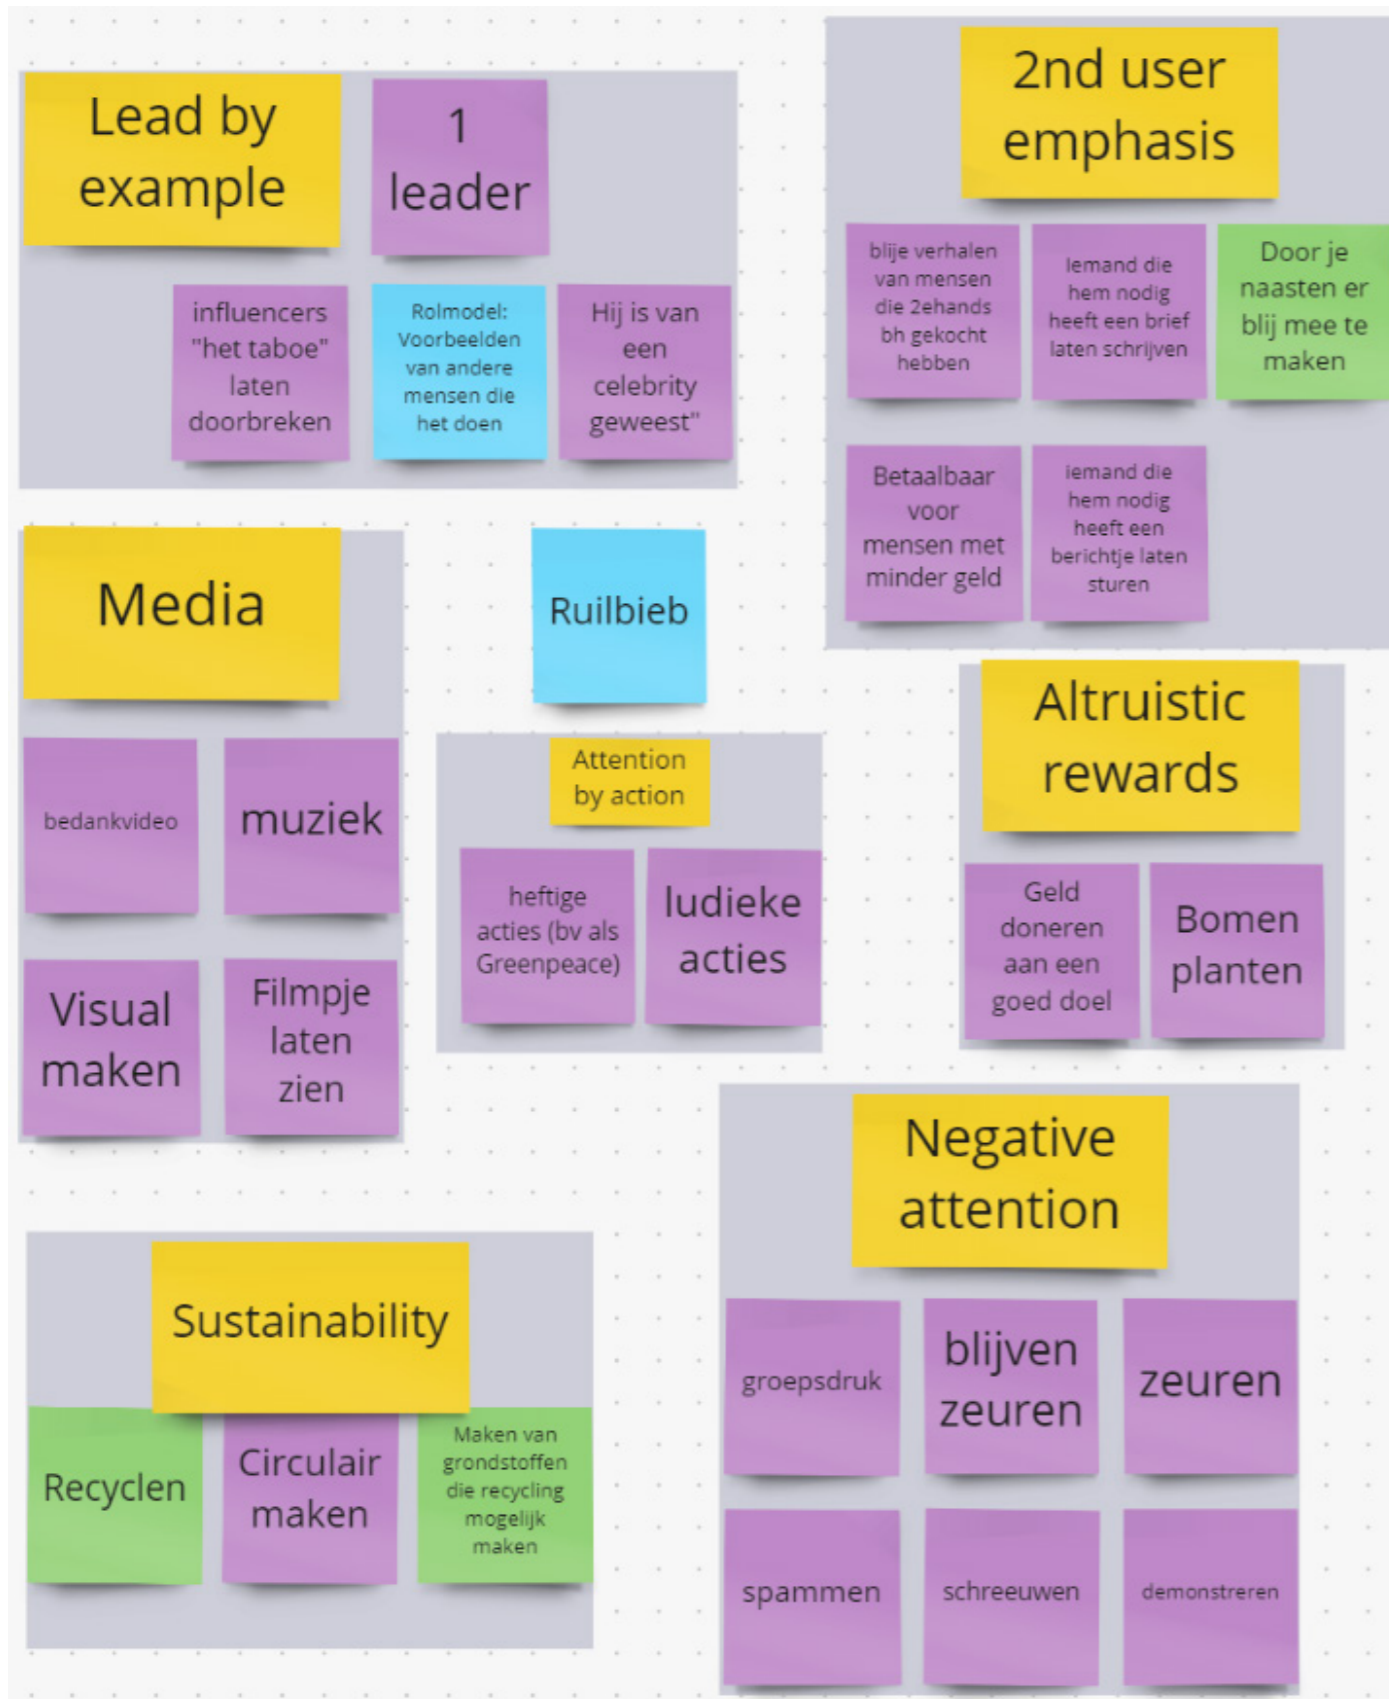 Lead by
example
1
leader
influencers
"het taboe"
laten
doorbreken
Rolmodel:
Voorbeelden
van andere
mensen die
het doen
Hij is van
een
celebrity
geweest"
2nd user
emphasis
blije verhalen
van mensen
die 2ehands
bh gekocht
hebben
Iemand die
hem nodig
heeft een brief
laten schrijven
Door je
naasten er
blij mee te
maken
Betaalbaar
voor
mensen met
minder geld
iemand die
hem nodig
heeft een
berichtje laten
sturen
Media
bedankvideo
muziek
Visual
maken
Filmpje
laten
zien
Ruilbieb
Attention
by action
heftige
acties (bv als
Greenpeace)
ludieke
acties
Altruistic
rewards
Geld
doneren
aan een
goed doel
Bomen
planten
Sustainability
Recyclen
Circulair
maken
Maken van
grondstoffen
die recycling
mogelijk
maken
Negative
attention
groepsdruk
blijven
zeuren
zeuren
spammen
schreeuwen
demonstreren